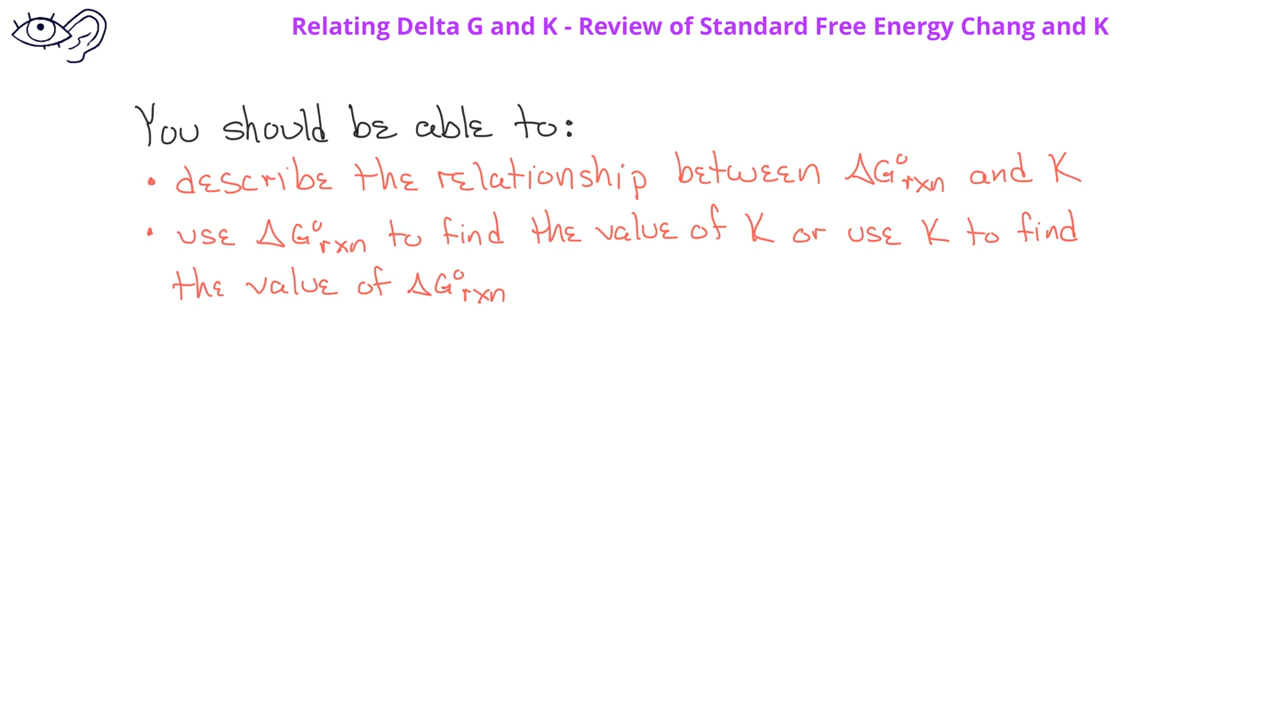 Relating Delta G and K - Review of Standard Free Energy Chang and K
You should be able to:
• describe the relationship between ΔG°rxn and K
• use ΔG°rxn to find the value of K or use K to find
the value of ΔG°rxn